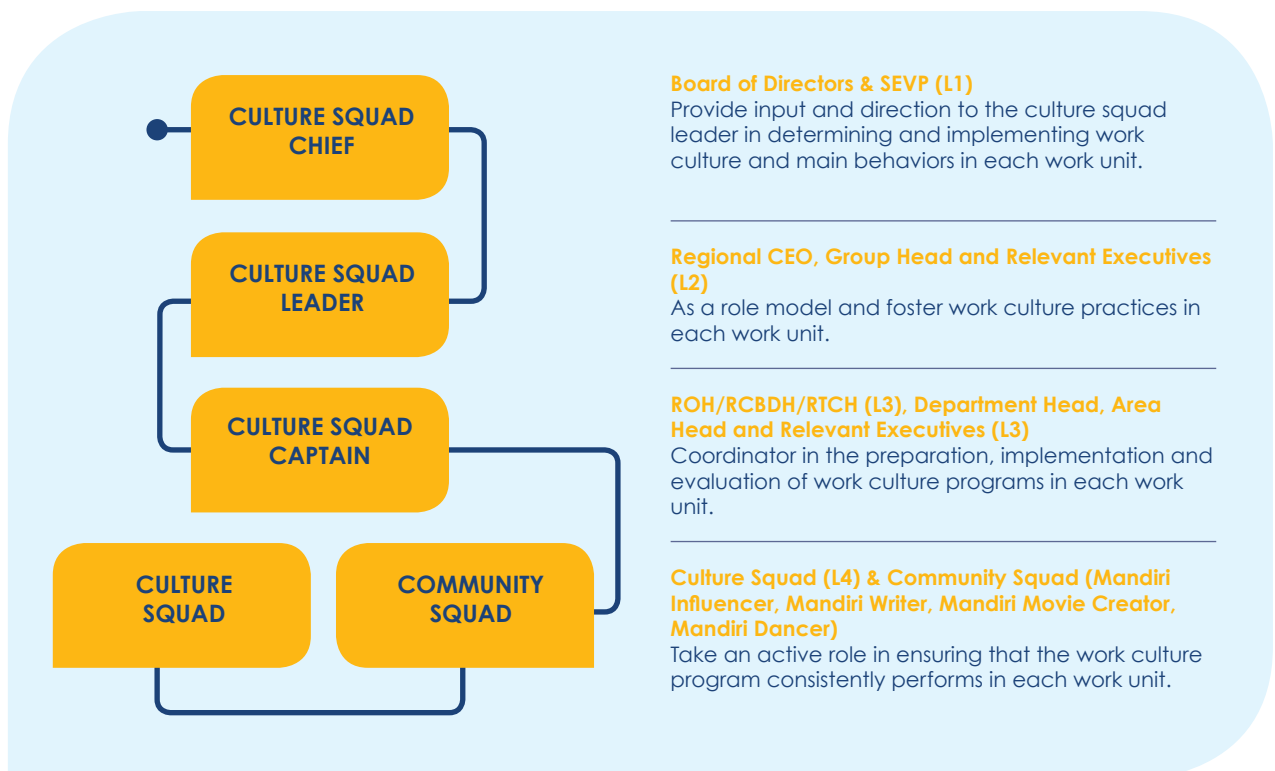 CULTURE SQUAD
CHIEF
Board of Directors & SEVP (L1)
Provide input and direction to the culture squad
leader in determining and implementing work
culture and main behaviors in each work unit.
CULTURE SQUAD
LEADER
Regional CEO, Group Head and Relevant Executives
(L2)
As a role model and foster work culture practices in
each work unit.
CULTURE SQUAD
CAPTAIN
ROH/RCBDH/RTCH (L3), Department Head, Area
Head and Relevant Executives (L3)
Coordinator in the preparation, implementation and
evaluation of work culture programs in each work
unit.
CULTURE
SQUAD
COMMUNITY
SQUAD
Culture Squad (L4) & Community Squad (Mandiri
Influencer, Mandiri Writer, Mandiri Movie Creator,
Mandiri Dancer)
Take an active role in ensuring that the work culture
program consistently performs in each work unit.